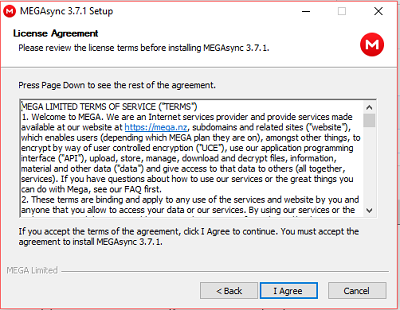 MEGAsync 3.7.1 Setup
License Agreement
Please review the license terms before installing MEGAsync 3.7.1.
M
Press Page Down to see the rest of the agreement.
MEGA LIMITED TERMS OF SERVICE ("TERMS")
1. Welcome to MEGA. We are an Internet services provider and provide services made
available at our website at https://mega.nz, subdomains and related sites ("website"),
which enables users (depending which MEGA plan they are on), amongst other things, to
encrypt by way of user controlled encryption ("UCE"), use our application programming
interface ("API"), upload, store, manage, download and decrypt files, information,
material and other data ("data") and give access to that data to others (all together,
services). If you have questions about how to use our services or the great things you
can do with Mega, see our FAQ first.
2. These terms are binding and apply to any use of the services and website by you and
anyone that you allow to access your data or our services. By using our services or the
If you accept the terms of the agreement, click I Agree to continue. You must accept the
agreement to install MEGAsync 3.7.1.
MEGA Limited
< Back
I Agree
Cancel